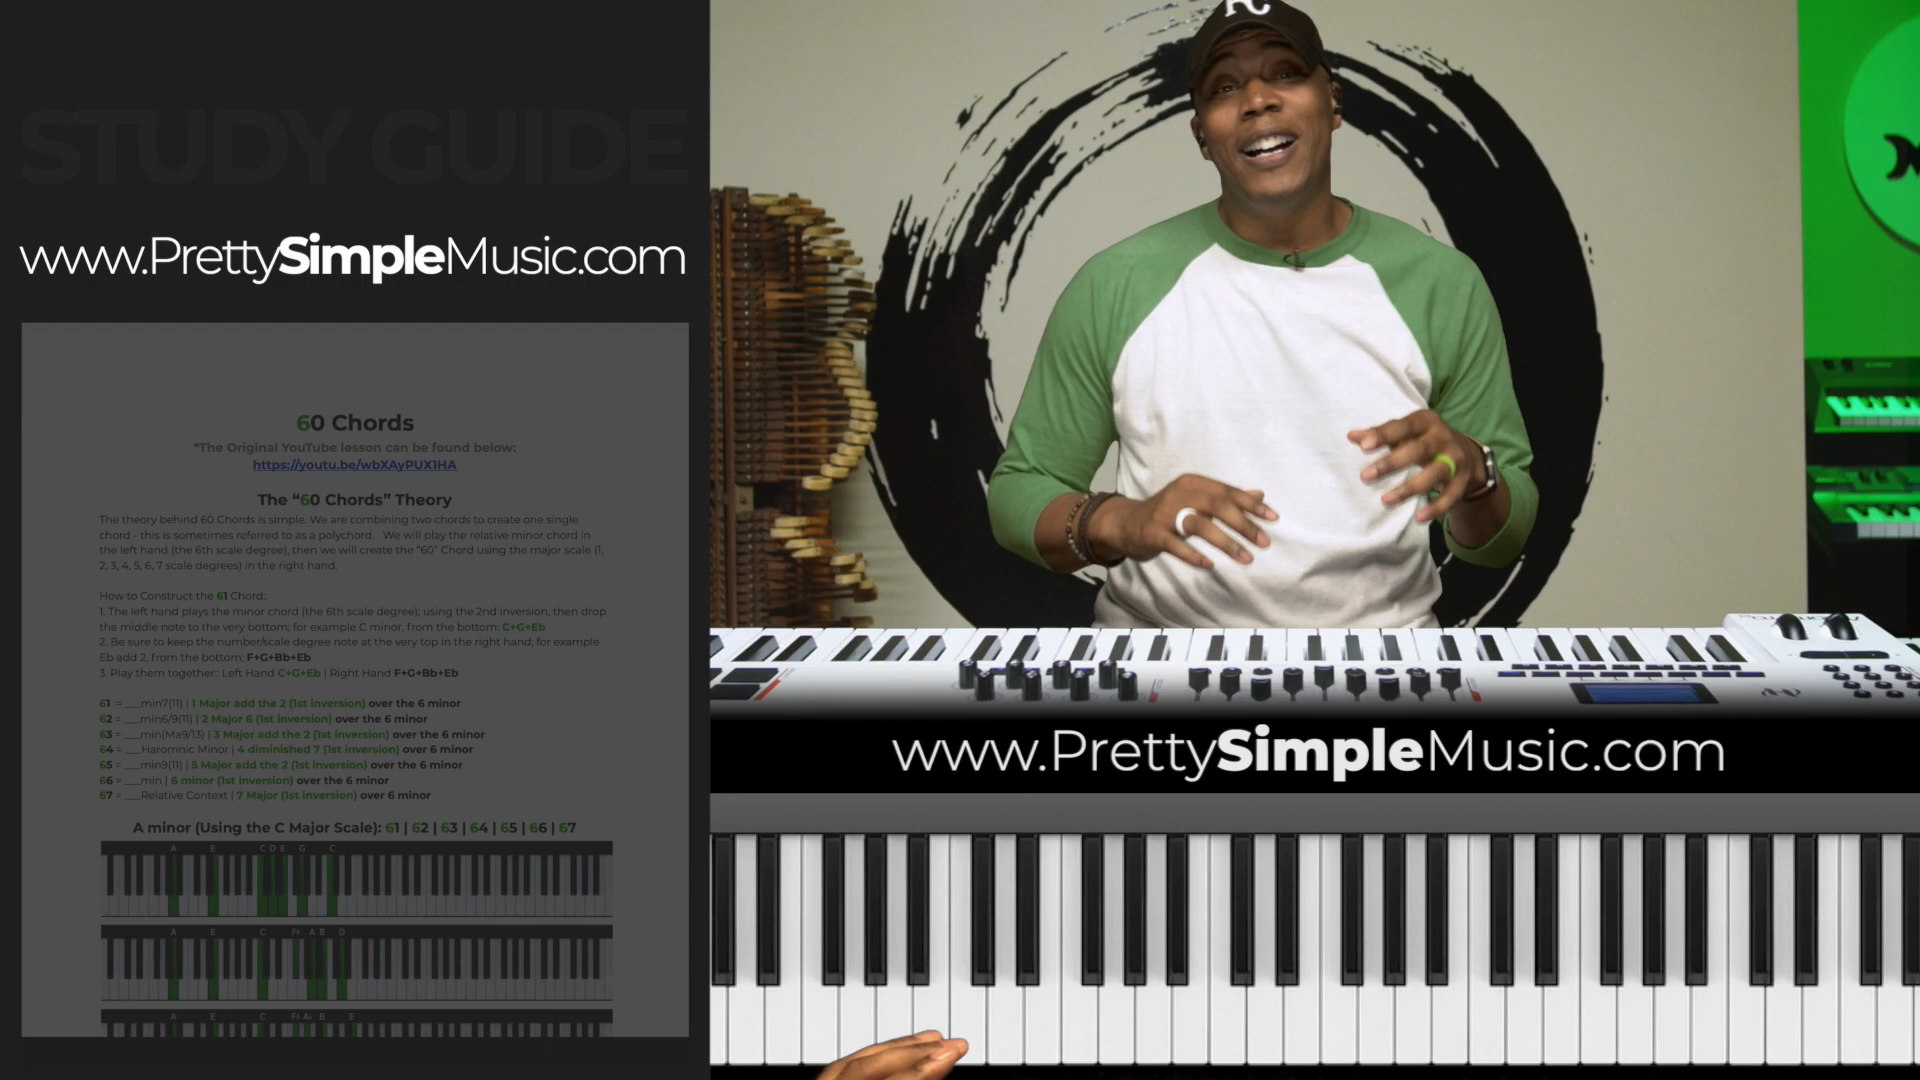 STUDY GUIDE
www.PrettySimpleMusic.com
60 Chords
*The Original YouTube lesson can be found below:
https://youtu.be/wbXAyPUX1HA
The “60 Chords” Theory
The theory behind 60 Chords is simple. We are combining two chords to create one single
chord - this is sometimes referred to as a polychord. We will play the relative minor chord in
the left hand (the 6th scale degree), then we will create the “60” Chord using the major scale (1,
2, 3, 4, 5, 6, 7 scale degrees) in the right hand.
How to Construct the 61 Chord::
1. The left hand plays the minor chord (the 6th scale degree); using the 2nd inversion, then drop
the middle note to the very bottom; for example C minor, from the bottom: C+G+Eb
2. Be sure to keep the number/scale degree note at the very top in the right hand; for example
Eb add 2, from the bottom: F+G+Bb+Eb
3. Play them together:: Left Hand C+G+Eb | Right Hand F+G+Bb+Eb
61 = ___min7(11) | 1 Major add the 2 (1st inversion) over the 6 minor
62 = ___min6/9(11) | 2 Major 6 (1st inversion) over the 6 minor
63 = ___min(Ma9/13) | 3 Major add the 2 (1st inversion) over the 6 minor
64 = ___Haromnic Minor | 4 diminished 7 (1st inversion) over 6 minor
65 = ___min9(11) | 5 Major add the 2 (1st inversion) over the 6 minor
66 = ___min | 6 minor (1st inversion) over the 6 minor
67 = ___Relative Context | 7 Major (1st inversion) over 6 minor
A minor (Using the C Major Scale): 61 | 62 | 63 | 64 | 65 | 66 | 67
A E C D E G C
A E C F# A B D
A E C F# Ab B E
www.PrettySimpleMusic.com